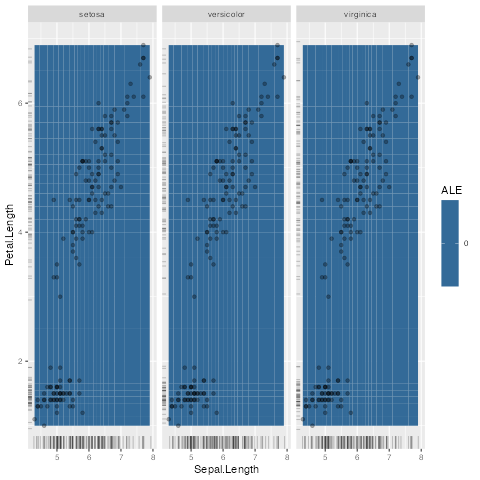 setosa versicolor virginica
6
4
2
Petal.Length
5 6 7 8 5 6 7 8 5 6 7 8
Sepal.Length
ALE
0